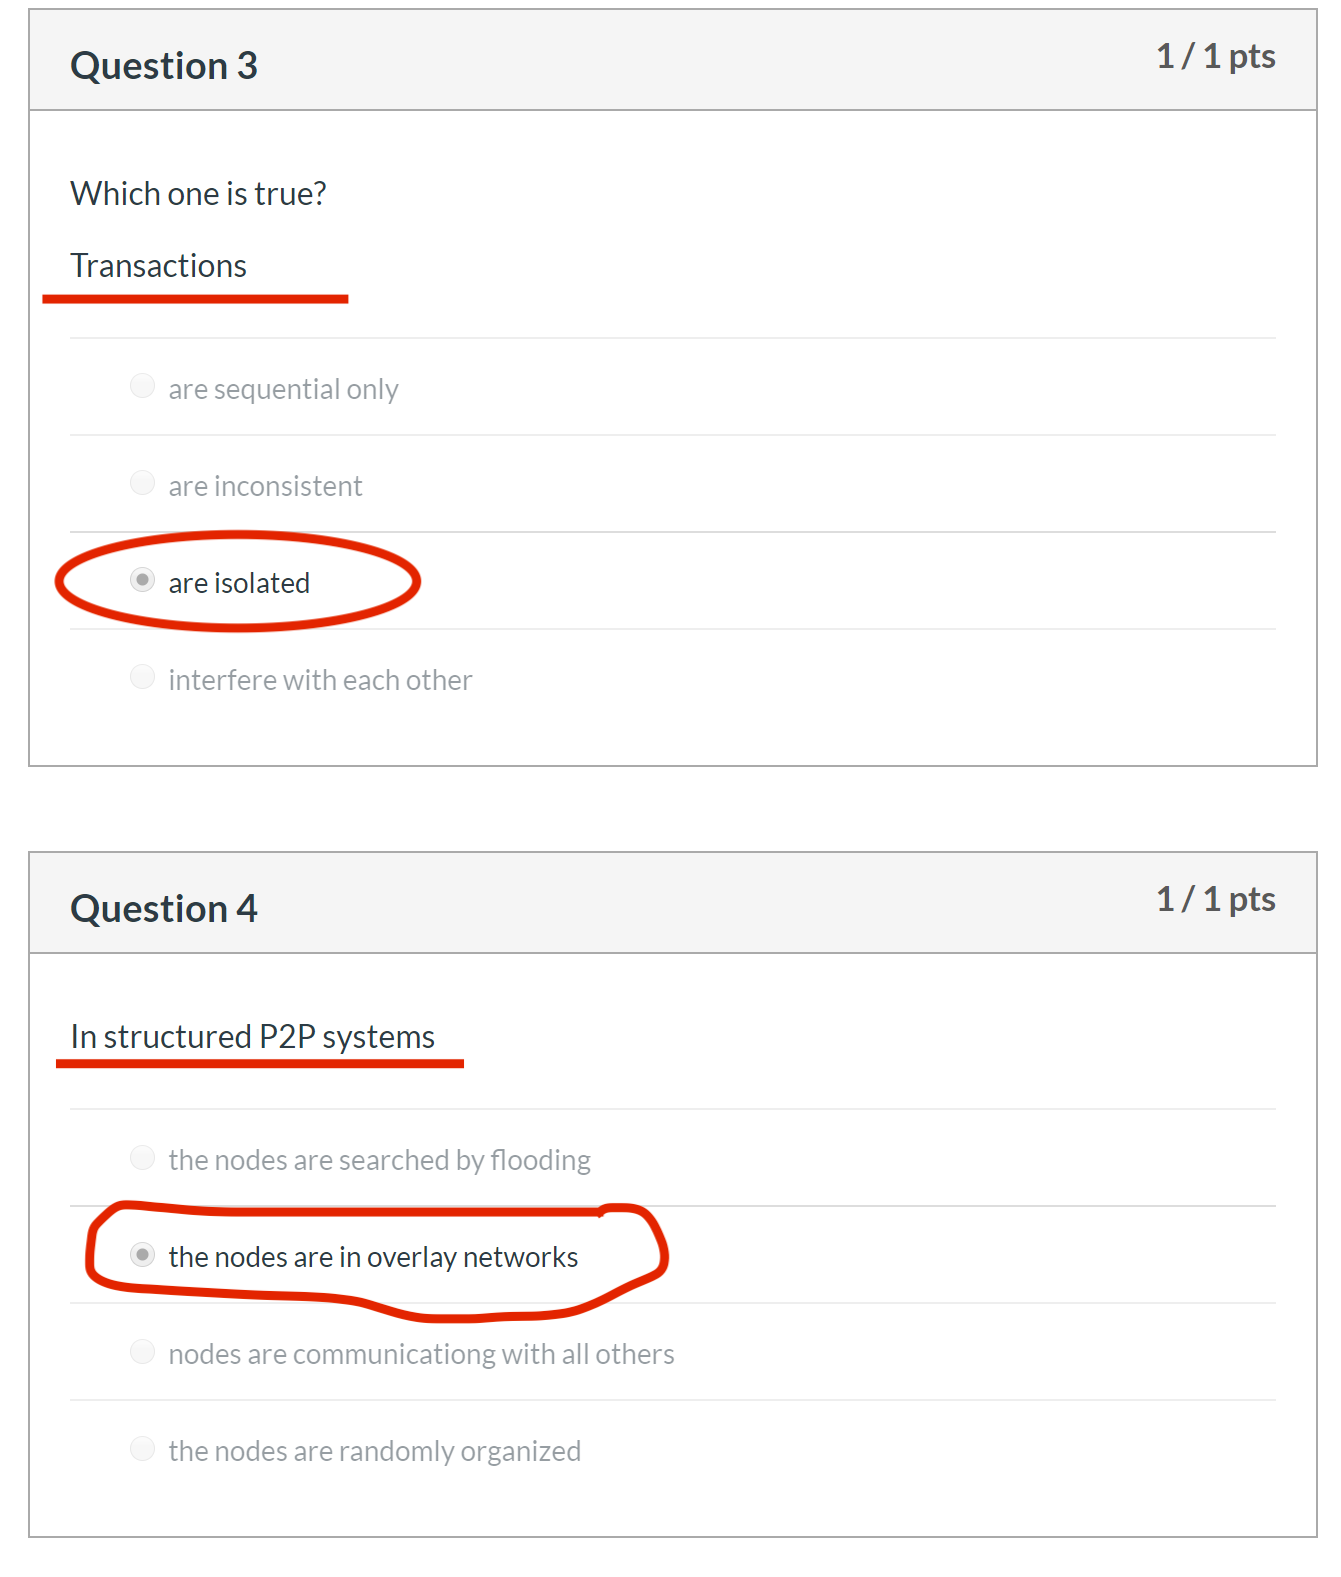 Question 3
1 / 1 pts
Which one is true?
Transactions
are sequential only
are inconsistent
are isolated
interfere with each other
Question 4
1 / 1 pts
In structured P2P systems
the nodes are searched by flooding
the nodes are in overlay networks
nodes are communicationg with all others
the nodes are randomly organized